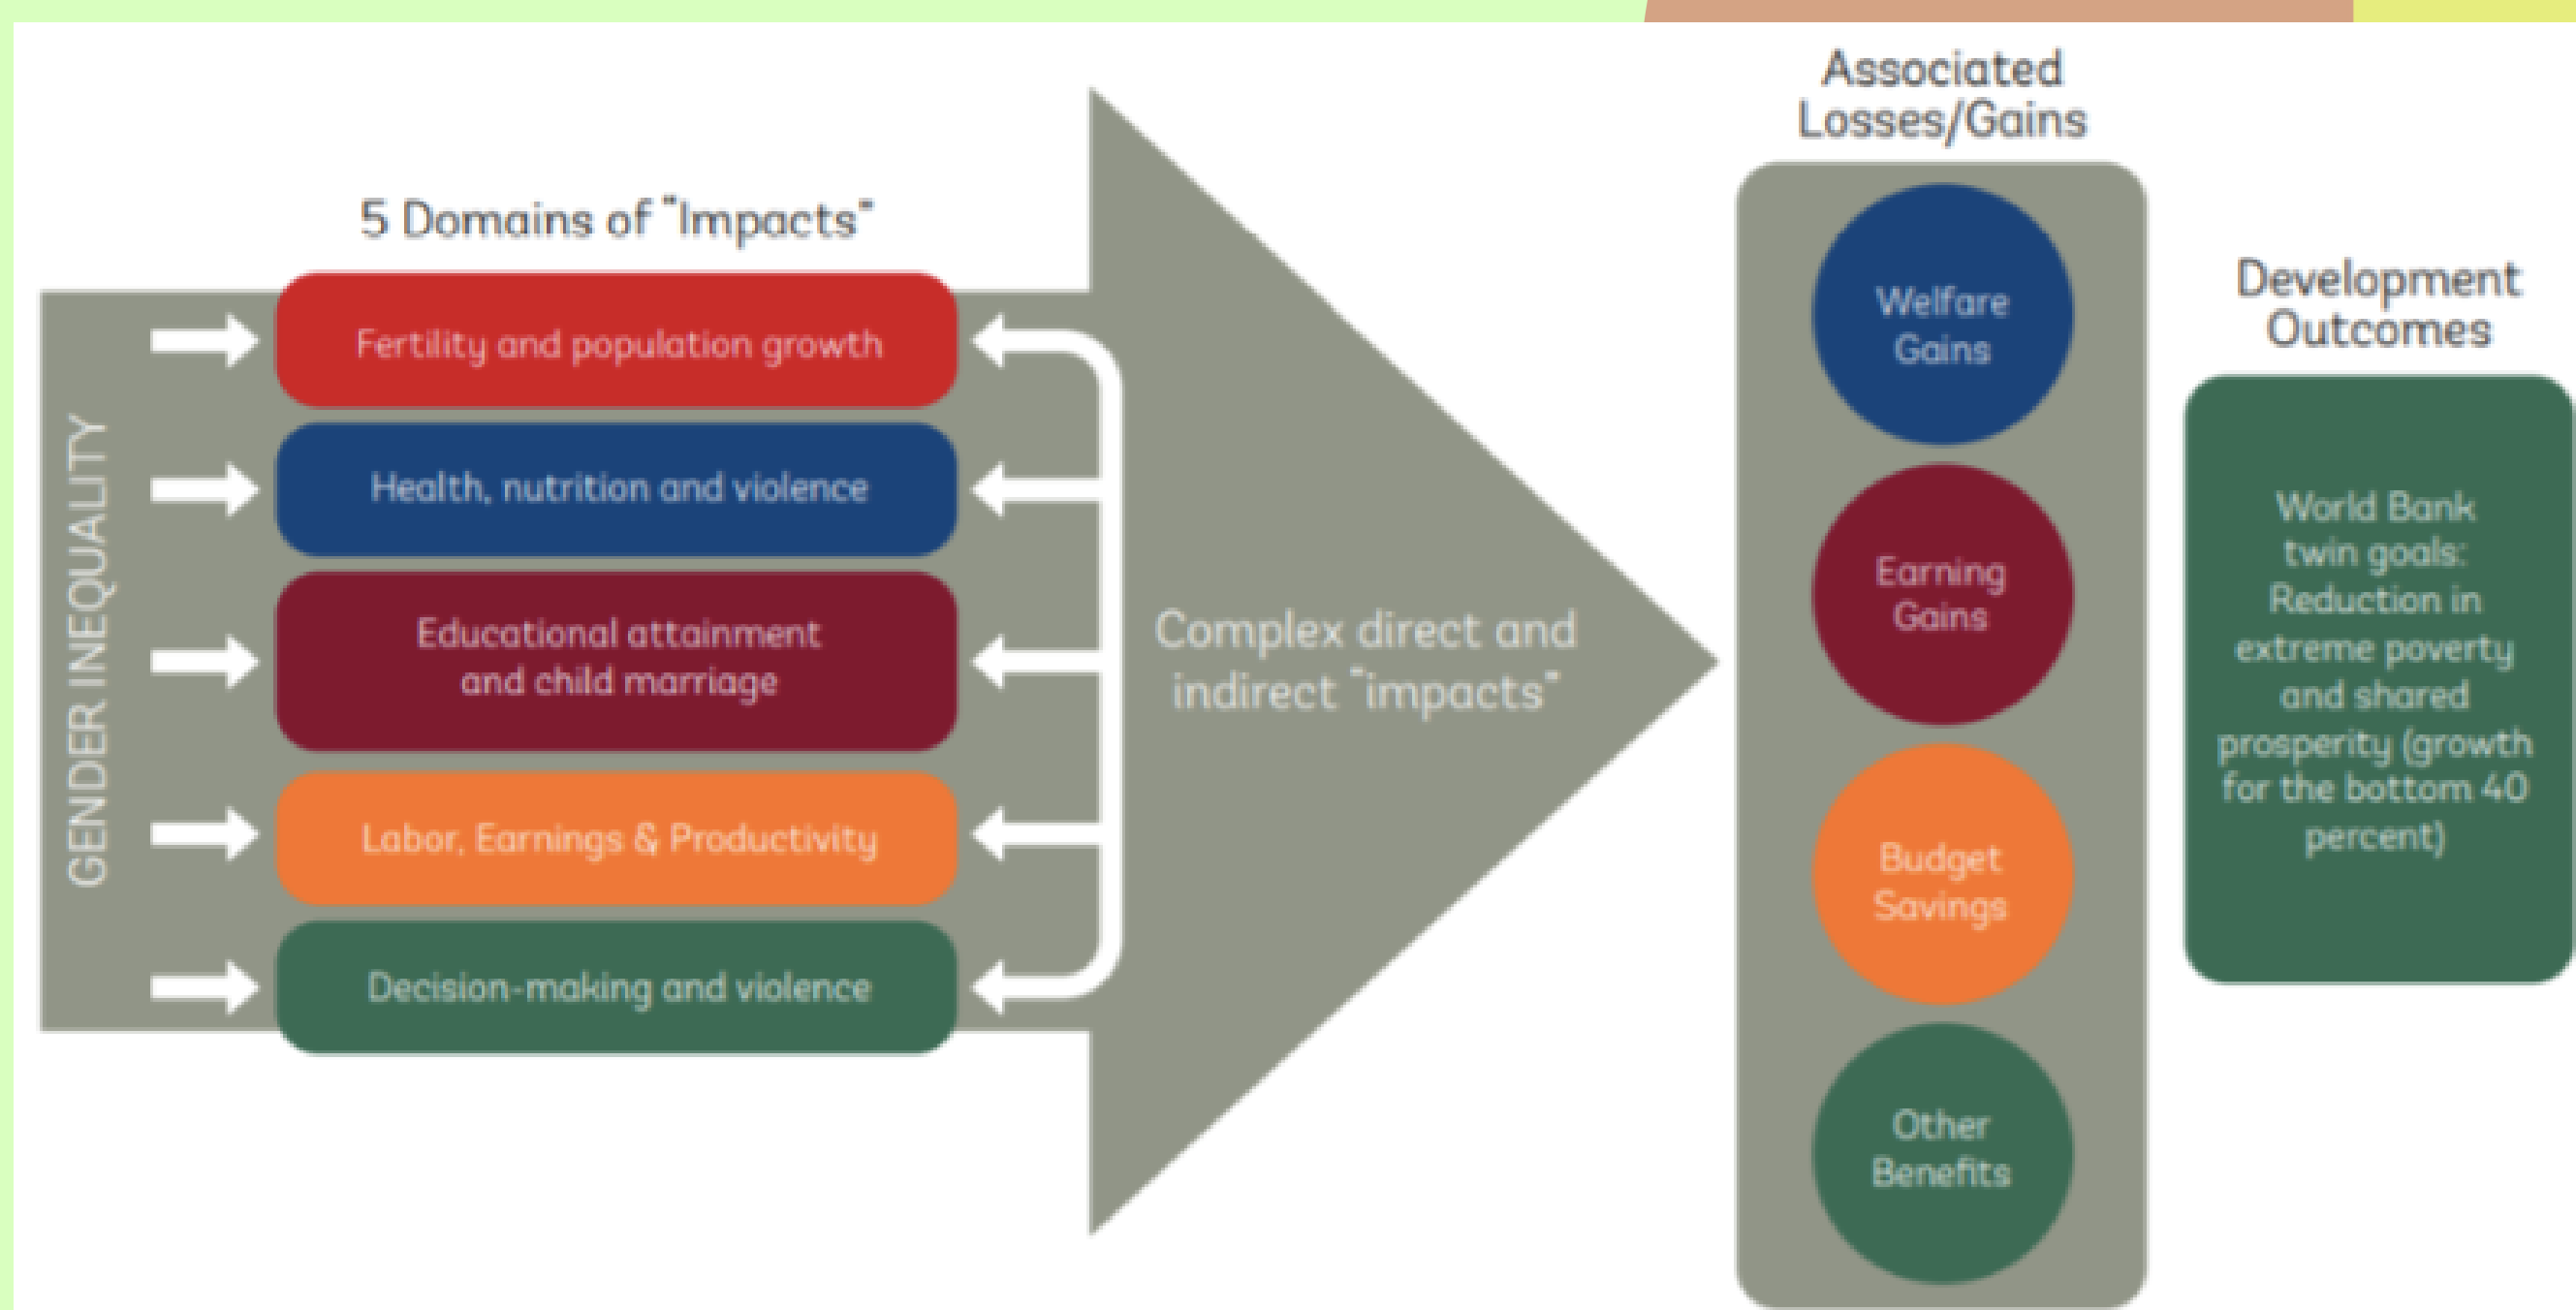 5 Domains of "Impacts"
GENDER INEQUALITY
Fertility and population growth
Health, nutrition and violence
Educational attainment
and child marriage
Labor, Earnings & Productivity
Decision-making and violence
Complex direct and
indirect "impacts"
Associated
Losses/Gains
Welfare
Gains
Earning
Gains
Budget
Savings
Other
Benefits
Development
Outcomes
World Bank
twin goals:
Reduction in
extreme poverty
and shared
prosperity (growth
for the bottom 40
percent)